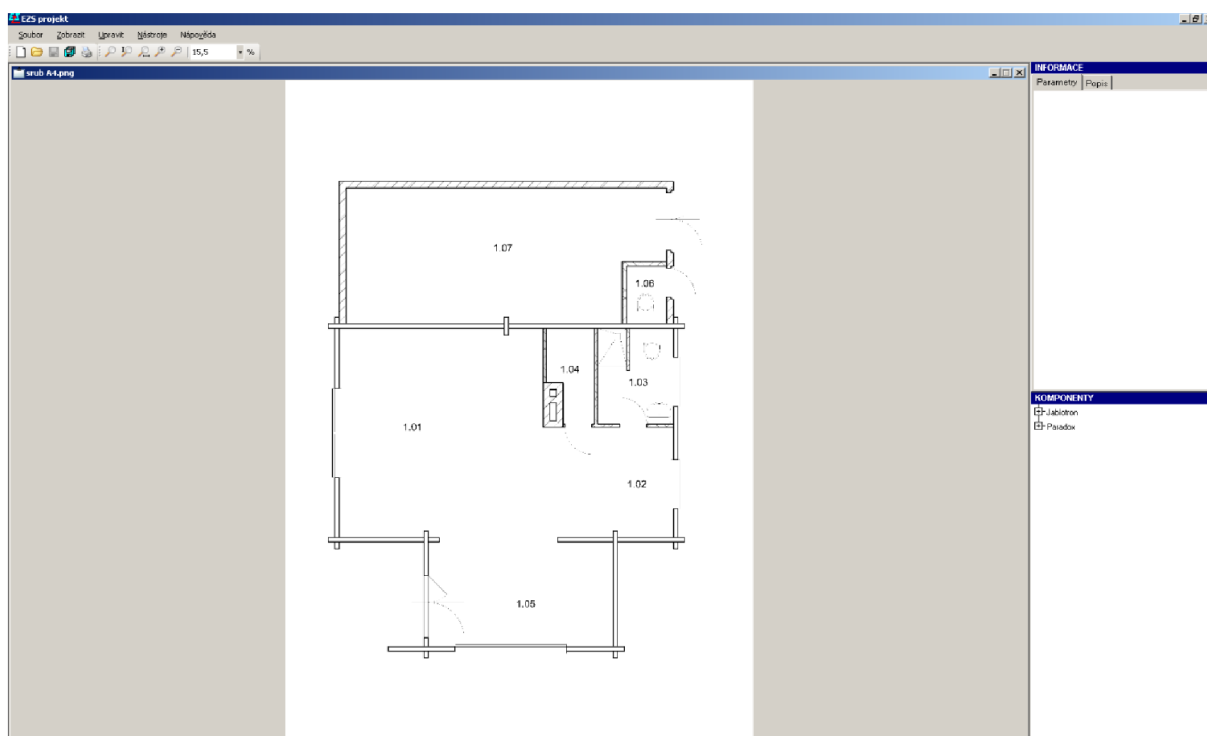 EZS projekt
Soubor Zobrazit Upravit Nástroje Nápověda
15,5 %
srub A4.png
INFORMACE
Parametry Popis
1.07
1.06
1.04
1.03
1.01
1.02
1.05
KOMPONENTY
Jablotron
Paradox